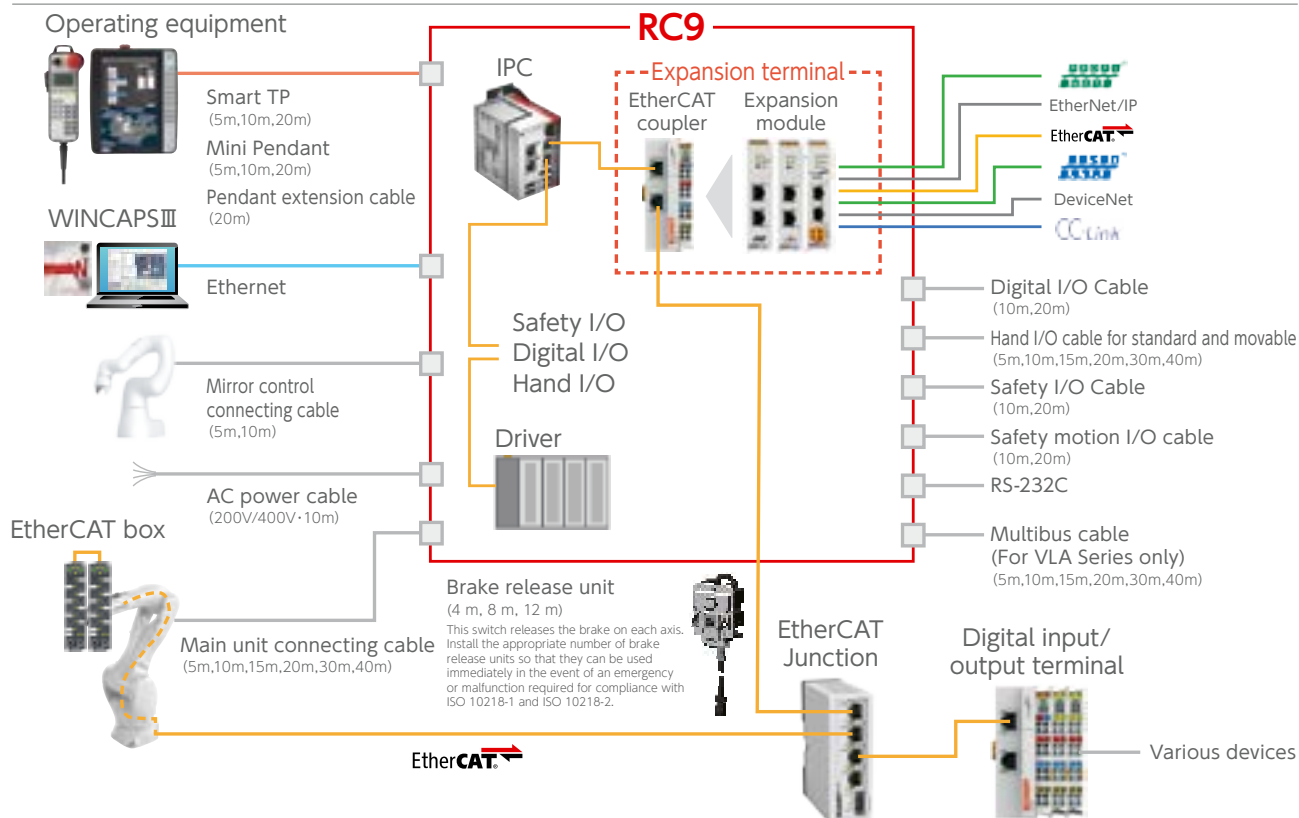 Operating equipment
Smart TP
(5m,10m,20m)
Mini Pendant
(5m,10m,20m)
Pendant extension cable
(20m)
WINCAPSⅢ
Ethernet
Mirror control
connecting cable
(5m,10m)
AC power cable
(200V/400V･10m)
EtherCAT box
Main unit connecting cable
(5m,10m,15m,20m,30m,40m)
RC9
IPC
Expansion terminal
EtherCAT
coupler
Expansion
module
Safety I/O
Digital I/O
Hand I/O
Driver
EtherNet/IP
EtherCAT®
DeviceNet
CC-Link
Digital I/O Cable
(10m,20m)
Hand I/O cable for standard and movable
(5m,10m,15m,20m,30m,40m)
Safety I/O Cable
(10m,20m)
Safety motion I/O cable
(10m,20m)
RS-232C
Multibus cable
(For VLA Series only)
(5m,10m,15m,20m,30m,40m)
Brake release unit
(4 m, 8 m, 12 m)
This switch releases the brake on each axis.
Install the appropriate number of brake
release units so that they can be used
immediately in the event of an emergency
or malfunction required for compliance with
ISO 10218-1 and ISO 10218-2.
EtherCAT
Junction
Digital input/
output terminal
Various devices
EtherCAT®